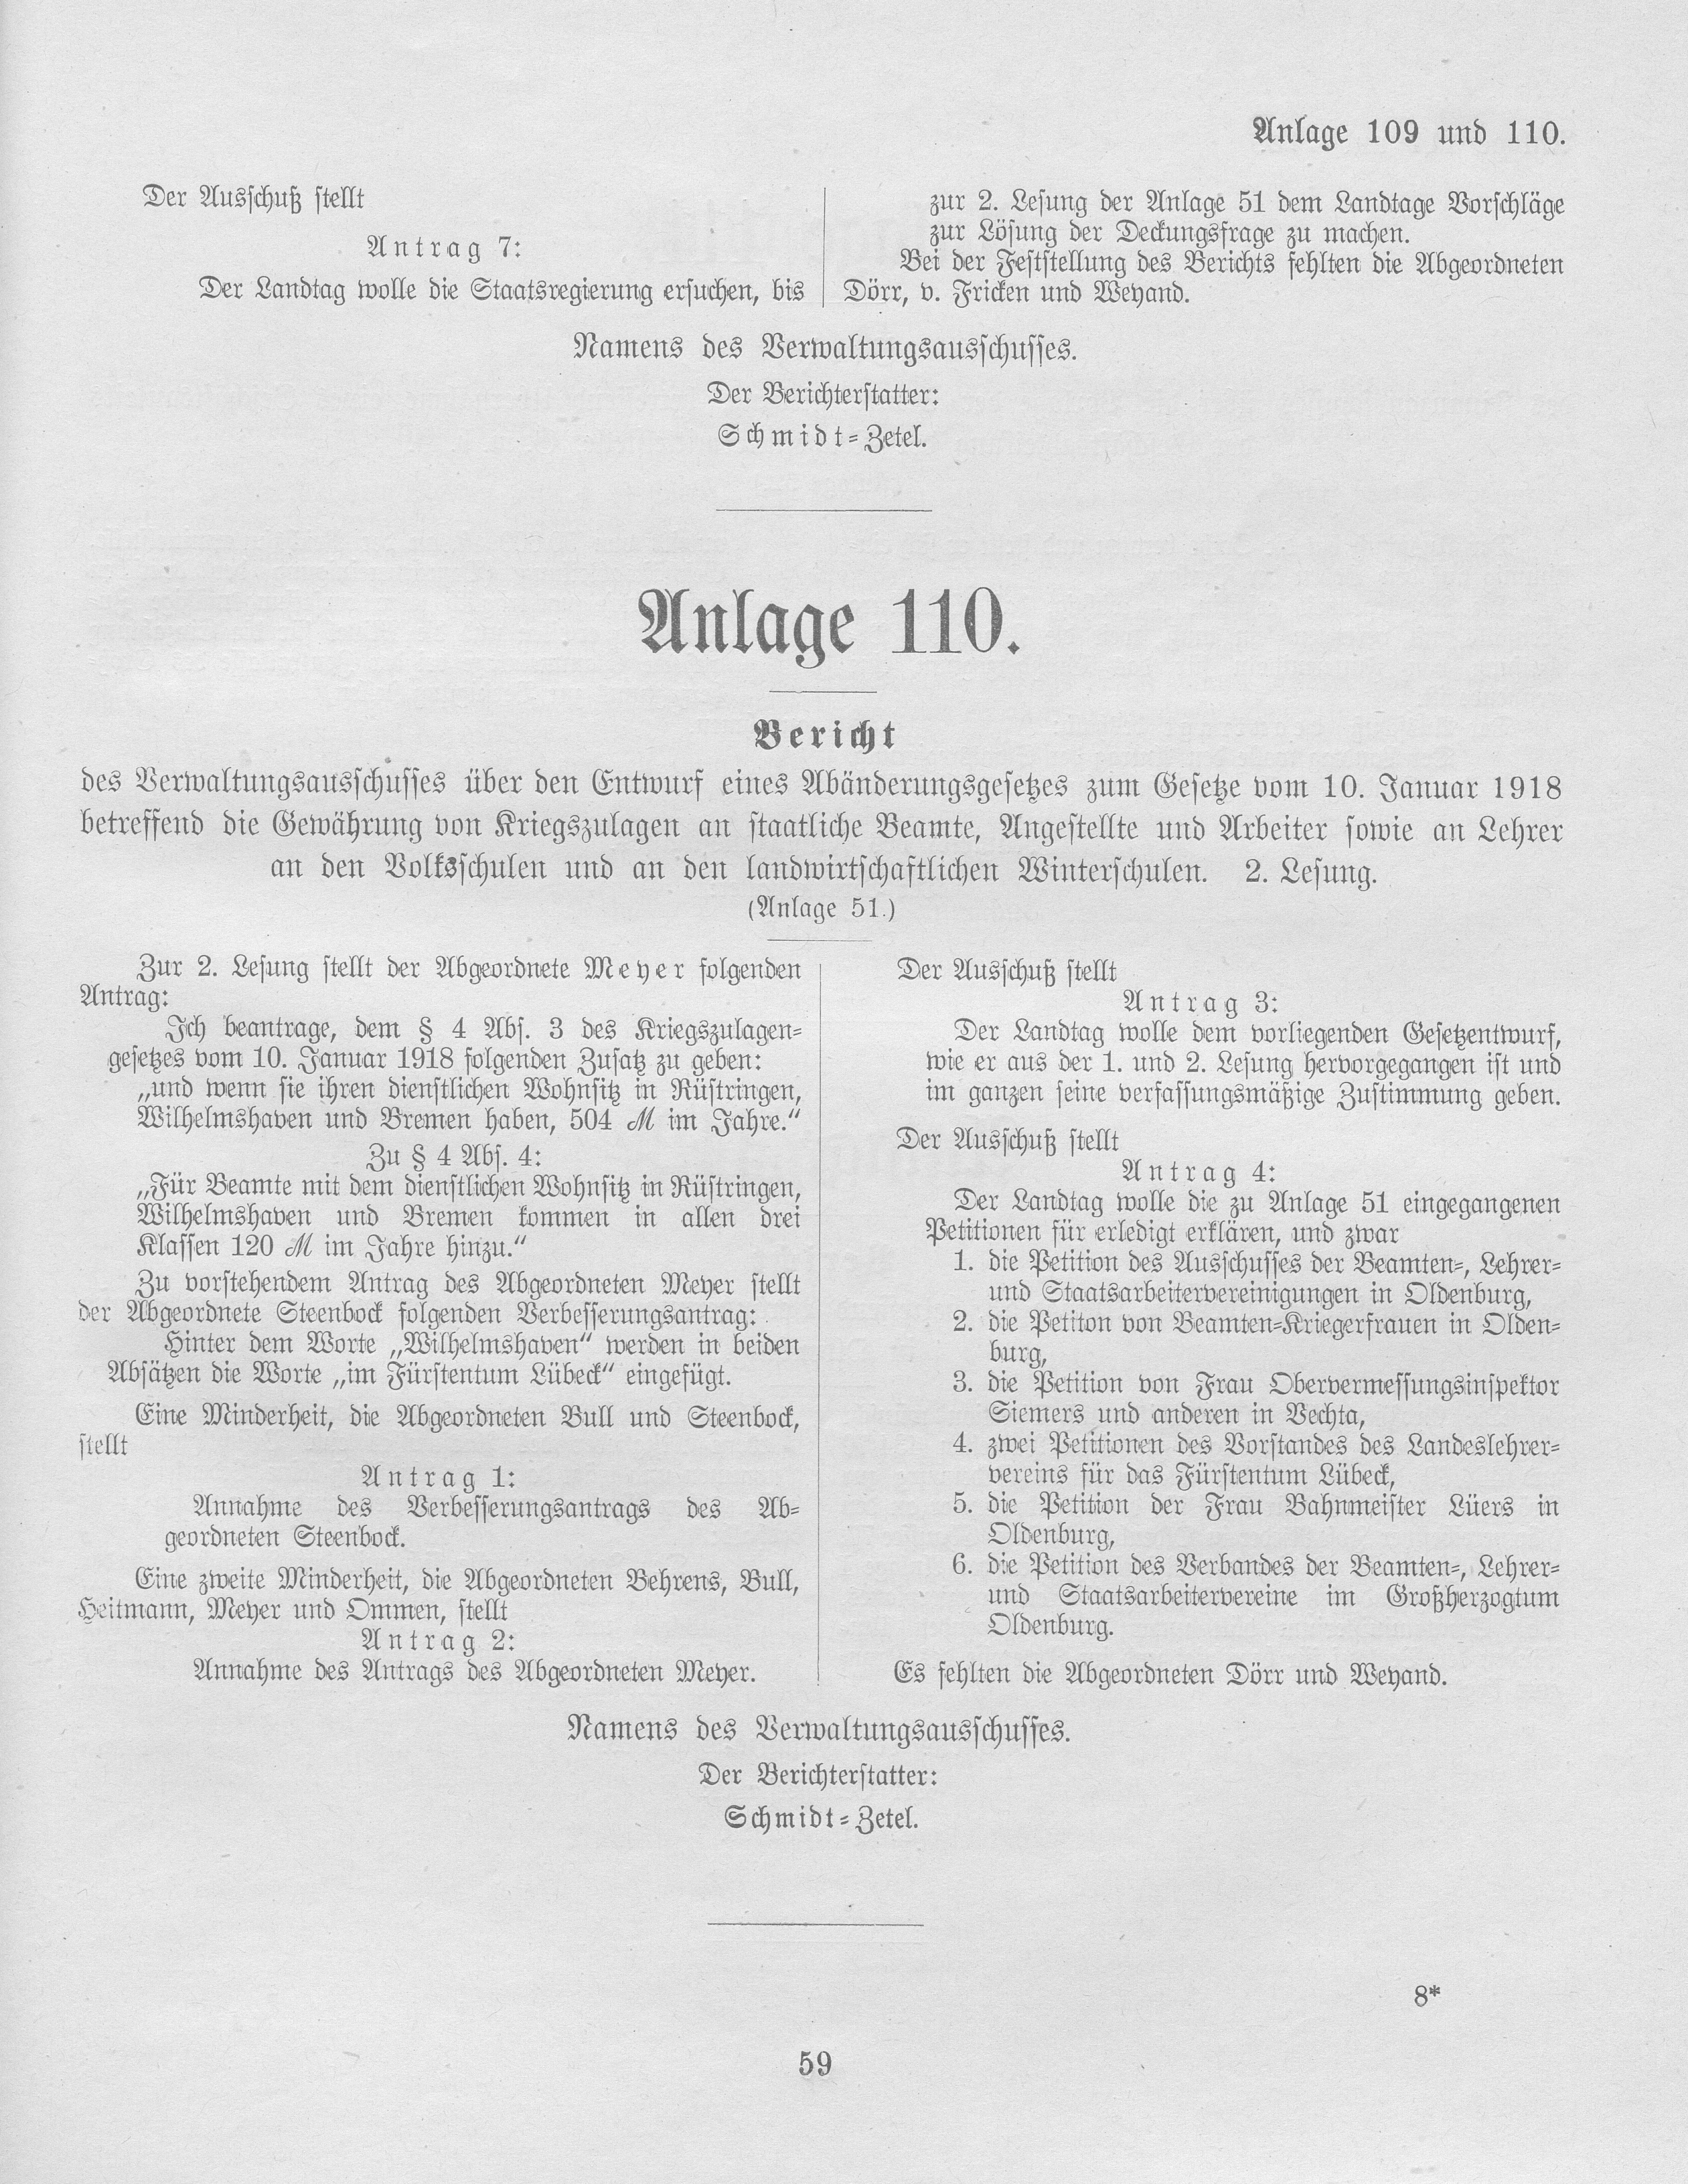 Anlage 109 und 110.
Der Ausschuß stellt
Antrag 7:
Der Landtag wolle die Staatsregierung ersuchen, bis
zur 2. Lesung der Anlage 51 dem Landtage Vorschläge
zur Lösung der Deckungsfrage zu machen.
Bei der Feststellung des Berichts fehlten die Abgeordneten
Dörr, v. Fricken und Weyand.
Namens des Verwaltungsausschusses.
Der Berichterstatter:
Schmidt-Zetel.
Anlage 110.
Bericht
des Verwaltungsausschusses über den Entwurf eines Abänderungsgesetzes zum Gesetze vom 10. Januar 1918
betreffend die Gewährung von Kriegszulagen an staatliche Beamte, Angestellte und Arbeiter sowie an Lehrer
an den Volksschulen und an den landwirtschaftlichen Winterschulen. 2. Lesung.
(Anlage 51.)
Zur 2. Lesung stellt der Abgeordnete Meyer folgenden
Antrag:
Ich beantrage, dem § 4 Abs. 3 des Kriegszulagen-
gesetzes vom 10. Januar 1918 folgenden Zusatz zu geben:
„und wenn sie ihren dienstlichen Wohnsitz in Rüstringen,
Wilhelmshaven und Bremen haben, 504 M im Jahre.“
Zu § 4 Abs. 4:
„Für Beamte mit dem dienstlichen Wohnsitz in Rüstringen,
Wilhelmshaven und Bremen kommen in allen drei
Klassen 120 M im Jahre hinzu.“
Zu vorstehendem Antrag des Abgeordneten Meyer stellt
der Abgeordnete Steenbock folgenden Verbesserungsantrag:
Hinter dem Worte „Wilhelmshaven“ werden in beiden
Absätzen die Worte „im Fürstentum Lübeck“ eingefügt.
Eine Minderheit, die Abgeordneten Bull und Steenbock,
stellt
Antrag 1:
Annahme des Verbesserungsantrags des Ab-
geordneten Steenbock.
Eine zweite Minderheit, die Abgeordneten Behrens, Bull,
Heitmann, Meyer und Ommen, stellt
Antrag 2:
Annahme des Antrags des Abgeordneten Meyer.
Der Ausschuß stellt
Antrag 3:
Der Landtag wolle dem vorliegenden Gesetzentwurf,
wie er aus der 1. und 2. Lesung hervorgegangen ist und
im ganzen seine verfassungsmäßige Zustimmung geben.
Der Ausschuß stellt
Antrag 4:
Der Landtag wolle die zu Anlage 51 eingegangenen
Petitionen für erledigt erklären, und zwar
1. die Petition des Ausschusses der Beamten-, Lehrer-
und Staatsarbeitervereinigungen in Oldenburg,
2. die Petiton von Beamten-Kriegerfrauen in Olden-
burg,
3. die Petition von Frau Obervermessungsinspektor
Siemers und anderen in Vechta,
4. zwei Petitionen des Vorstandes des Landeslehrer-
vereins für das Fürstentum Lübeck,
5. die Petition der Frau Bahnmeister Lüers in
Oldenburg,
6. die Petition des Verbandes der Beamten-, Lehrer-
und Staatsarbeitervereine im Großherzogtum
Oldenburg.
Es fehlten die Abgeordneten Dörr und Weyand.
Namens des Verwaltungsausschusses.
Der Berichterstatter:
Schmidt-Zetel.
8*
59